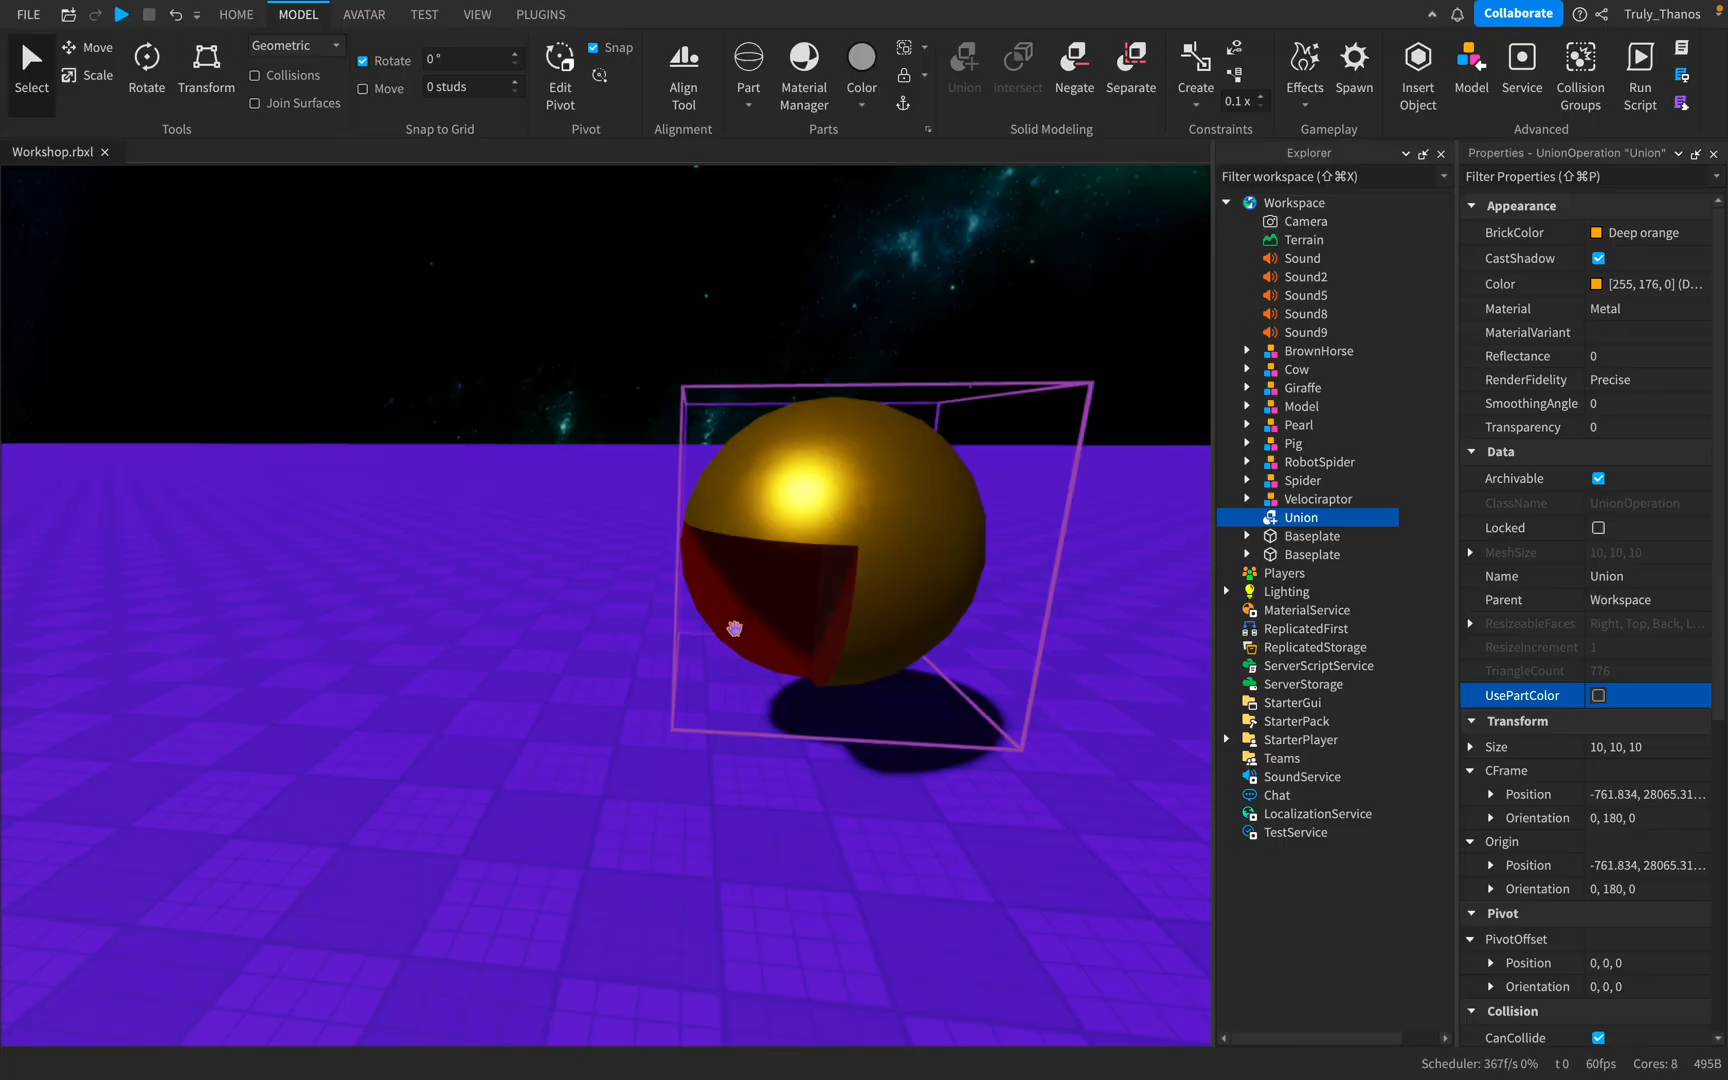 FILE HOME MODEL AVATAR TEST VIEW PLUGINS Collaborate Truly_Thanos
Select
Move
Scale
Rotate
Transform
Geometric
Collisions
Join Surfaces
Tools
Rotate 0 °
Move 0 studs
Snap to Grid
Edit
Pivot
Snap
Pivot
Align
Tool
Alignment
Part
Material
Manager
Color
Parts
Union
Intersect
Negate
Separate
Solid Modeling
Create
0.1 x
Constraints
Effects
Spawn
Gameplay
Insert
Object
Model
Service
Collision
Groups
Run
Script
Advanced
Workshop.rbxl
Explorer
Filter workspace (⇧⌘X)
Workspace
Camera
Terrain
Sound
Sound2
Sound5
Sound8
Sound9
BrownHorse
Cow
Giraffe
Model
Pearl
Pig
RobotSpider
Spider
Velociraptor
Union
Baseplate
Baseplate
Players
Lighting
MaterialService
ReplicatedFirst
ReplicatedStorage
ServerScriptService
ServerStorage
StarterGui
StarterPack
StarterPlayer
Teams
SoundService
Chat
LocalizationService
TestService
Properties - UnionOperation "Union"
Filter Properties (⇧⌘P)
Appearance
BrickColor Deep orange
CastShadow
Color [255, 176, 0] (D...
Material Metal
MaterialVariant
Reflectance 0
RenderFidelity Precise
SmoothingAngle 0
Transparency 0
Data
Archivable
ClassName UnionOperation
Locked
MeshSize 10, 10, 10
Name Union
Parent Workspace
ResizeableFaces Right, Top, Back, L...
ResizeIncrement 1
TriangleCount 776
UsePartColor
Transform
Size 10, 10, 10
CFrame
Position -761.834, 28065.31...
Orientation 0, 180, 0
Origin
Position -761.834, 28065.31...
Orientation 0, 180, 0
Pivot
PivotOffset
Position 0, 0, 0
Orientation 0, 0, 0
Collision
CanCollide
Scheduler: 367f/s 0% t 0 60fps Cores: 8 495B